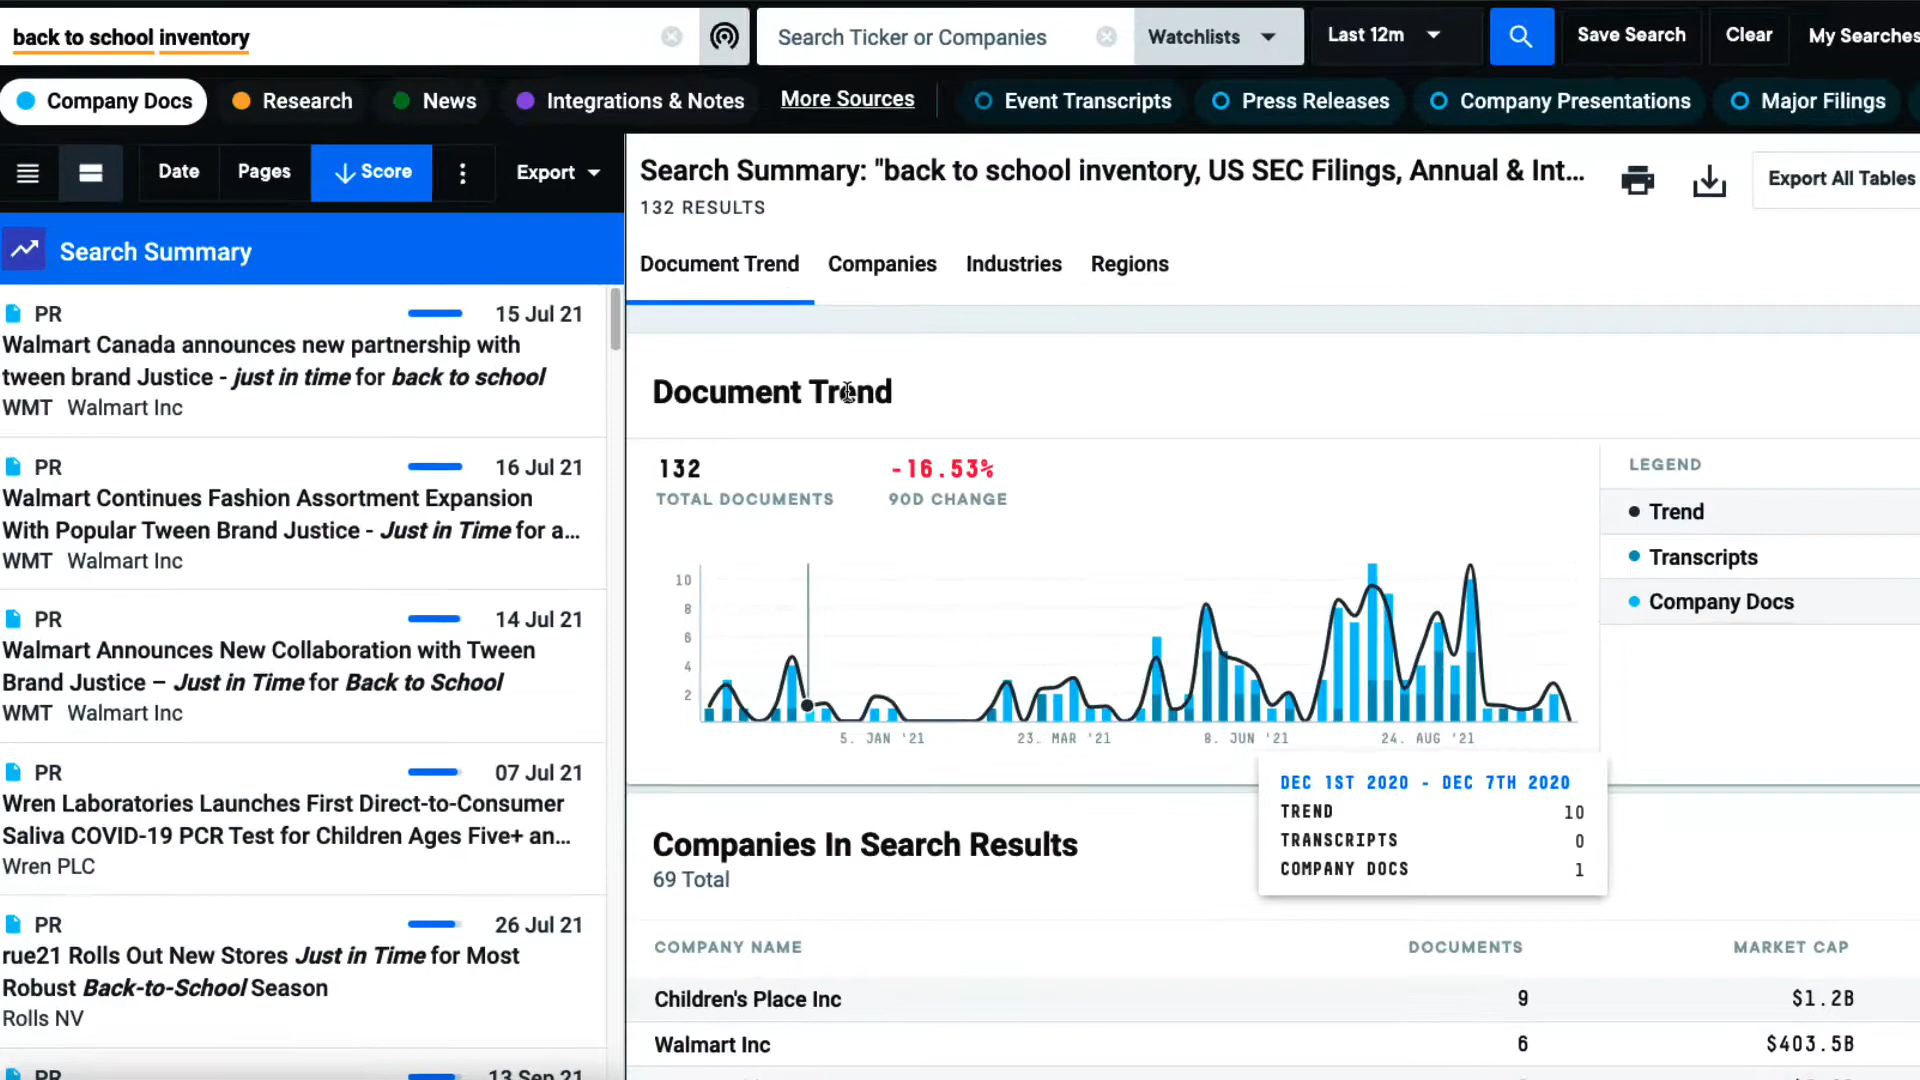 back to school inventory
Search Ticker or Companies
Watchlists
Last 12m
Save Search
Clear
My Searches
Company Docs
Research
News
Integrations & Notes
More Sources
Event Transcripts
Press Releases
Company Presentations
Major Filings
Date
Pages
Score
Export
Search Summary
PR
15 Jul 21
Walmart Canada announces new partnership with
tween brand Justice - just in time for back to school
WMT Walmart Inc
PR
16 Jul 21
Walmart Continues Fashion Assortment Expansion
With Popular Tween Brand Justice - Just in Time for a...
WMT Walmart Inc
PR
14 Jul 21
Walmart Announces New Collaboration with Tween
Brand Justice – Just in Time for Back to School
WMT Walmart Inc
PR
07 Jul 21
Wren Laboratories Launches First Direct-to-Consumer
Saliva COVID-19 PCR Test for Children Ages Five+ an...
Wren PLC
PR
26 Jul 21
rue21 Rolls Out New Stores Just in Time for Most
Robust Back-to-School Season
Rolls NV
PR
13 Sep 21
Search Summary: "back to school inventory, US SEC Filings, Annual & Int...
132 RESULTS
Export All Tables
Document Trend
Companies
Industries
Regions
Document Trend
132
TOTAL DOCUMENTS
-16.53%
90D CHANGE
10
8
6
4
2
5. JAN '21
23. MAR '21
8. JUN '21
24. AUG '21
LEGEND
Trend
Transcripts
Company Docs
DEC 1ST 2020 - DEC 7TH 2020
TREND 10
TRANSCRIPTS 0
COMPANY DOCS 1
Companies In Search Results
69 Total
COMPANY NAME
DOCUMENTS
MARKET CAP
Children's Place Inc
9
$1.2B
Walmart Inc
6
$403.5B